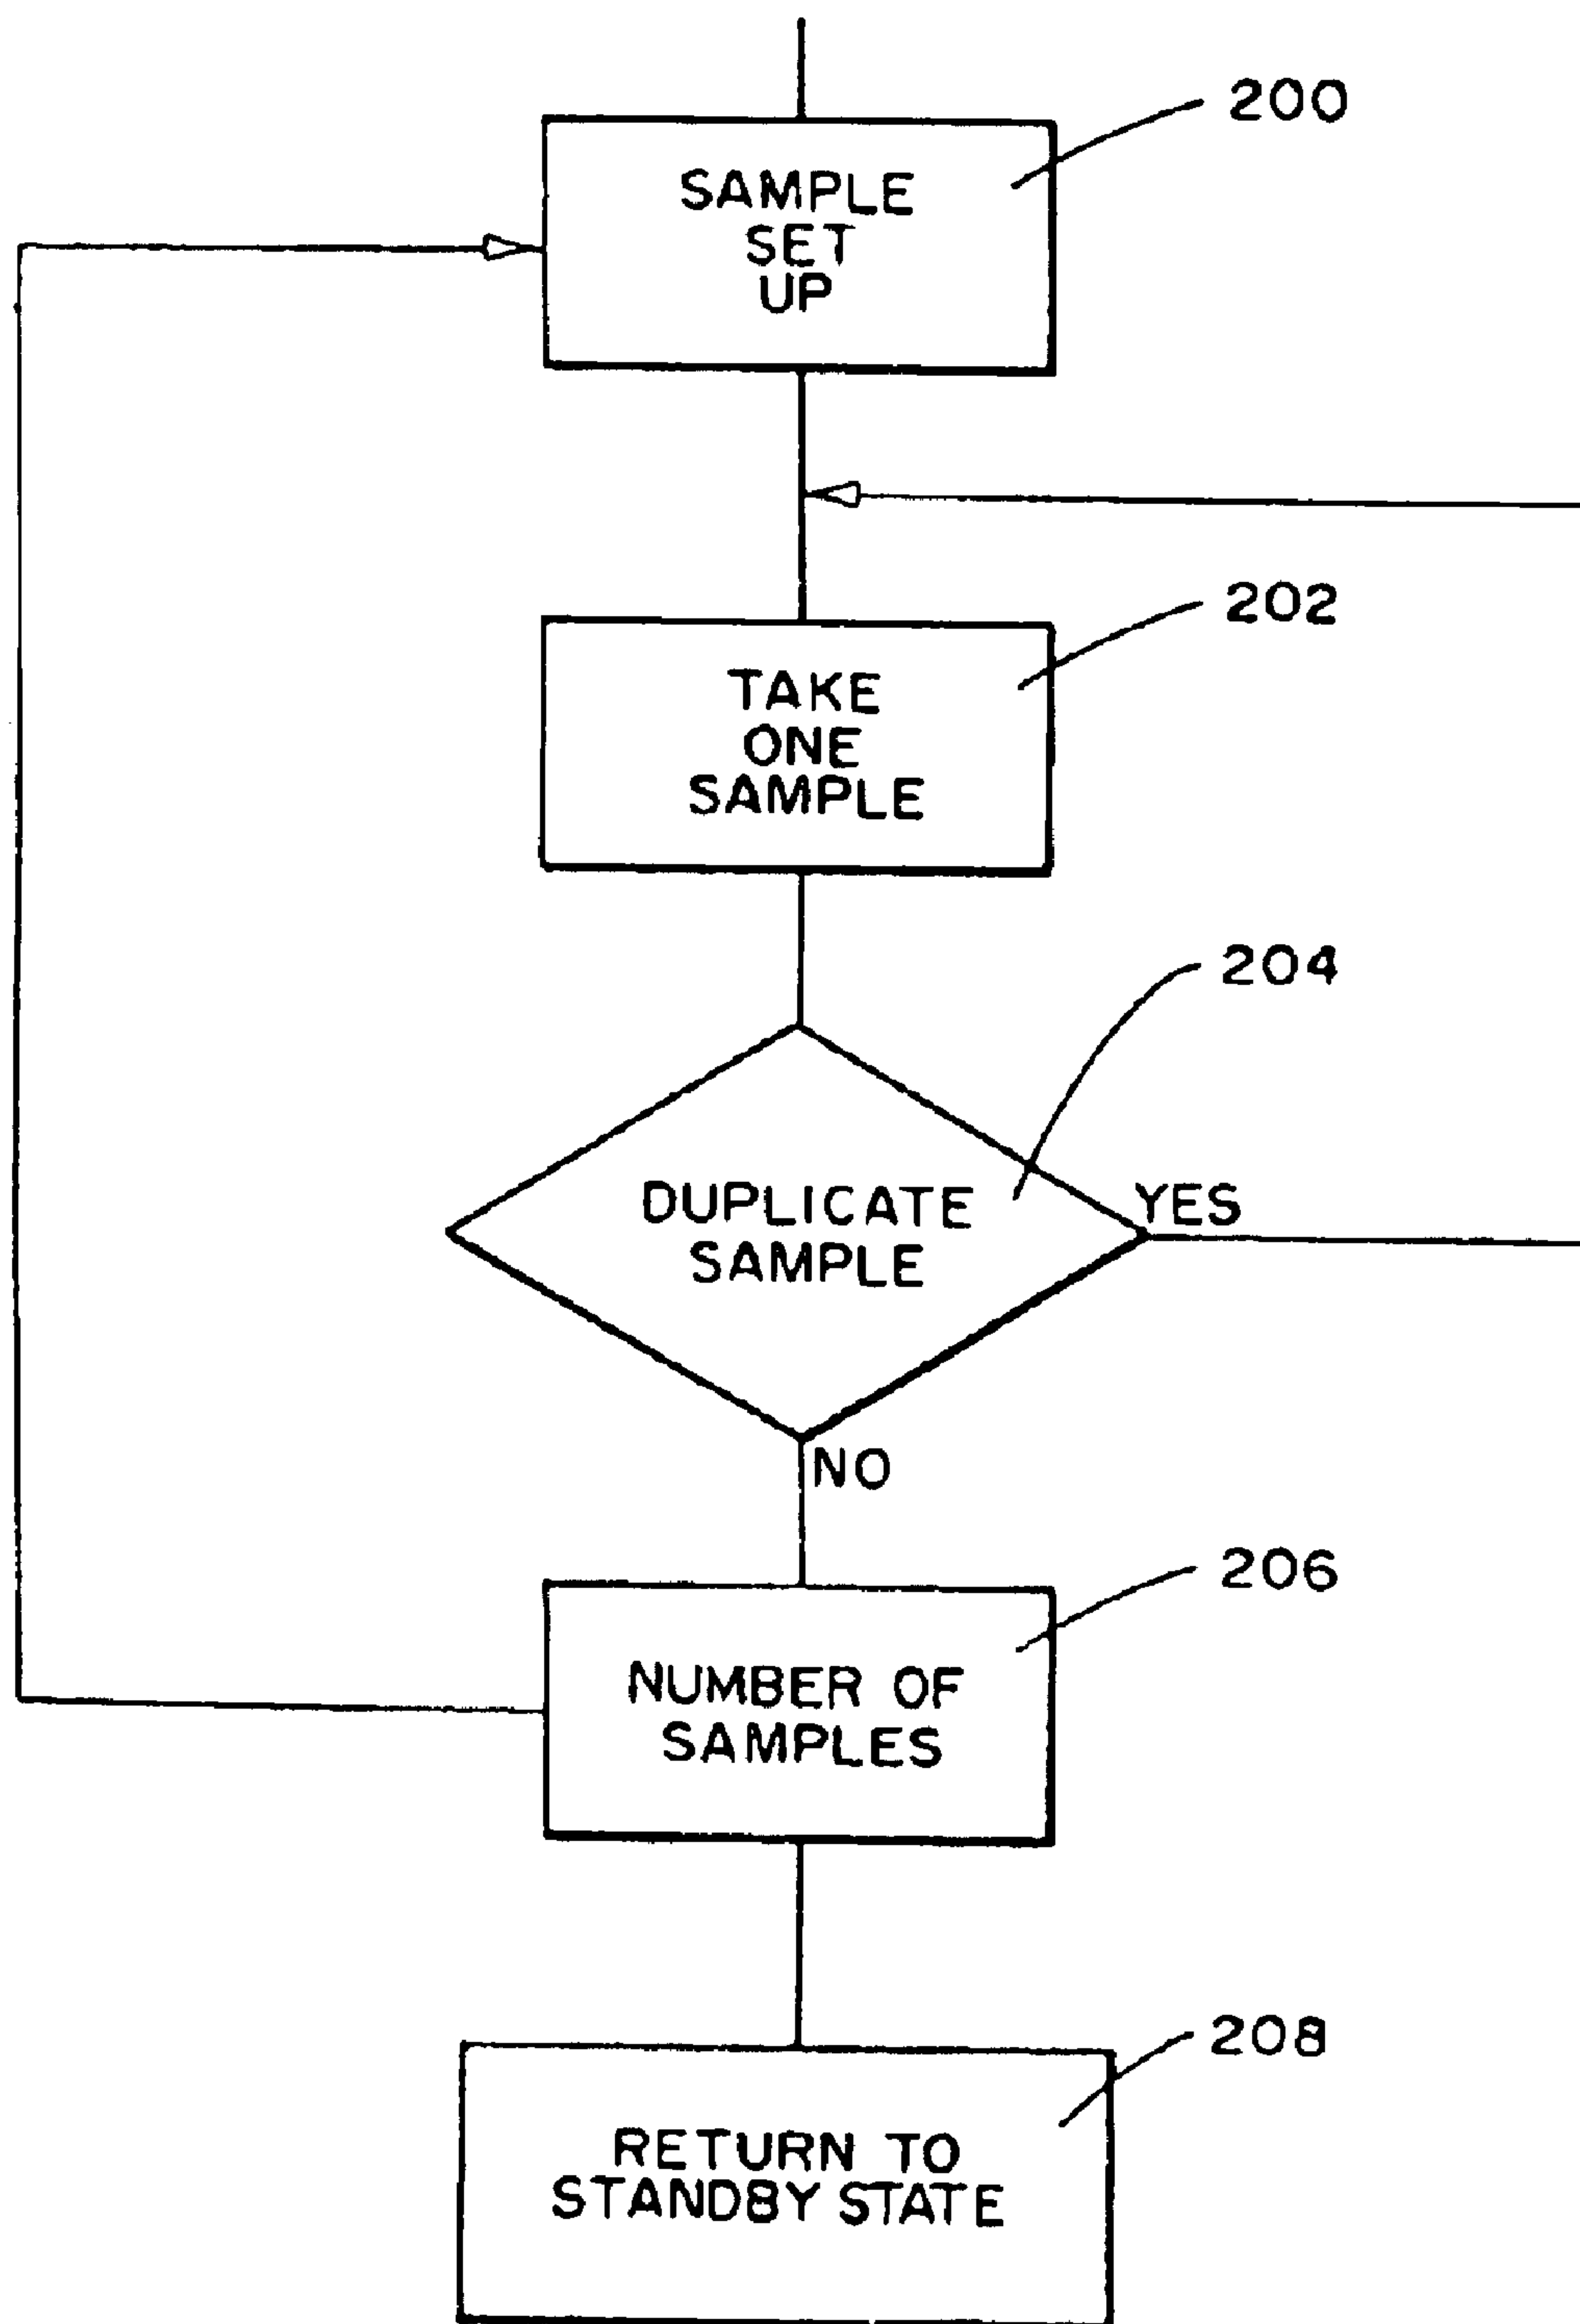 200
SAMPLE
SET
UP
202
TAKE
ONE
SAMPLE
204
DUPLICATE
SAMPLE
YES
NO
206
NUMBER OF
SAMPLES
208
RETURN TO
STANDBY STATE